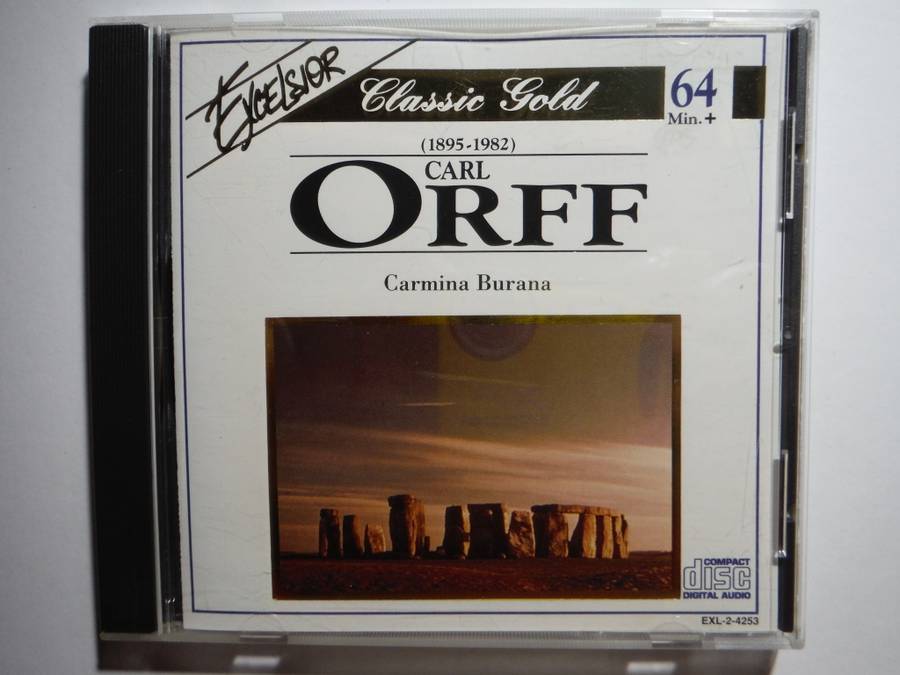 EXCELSIOR
Classic Gold
64
Min.+
(1895-1982)
CARL
ORFF
Carmina Burana
COMPACT
disc
DIGITAL AUDIO
EXL-2-4253